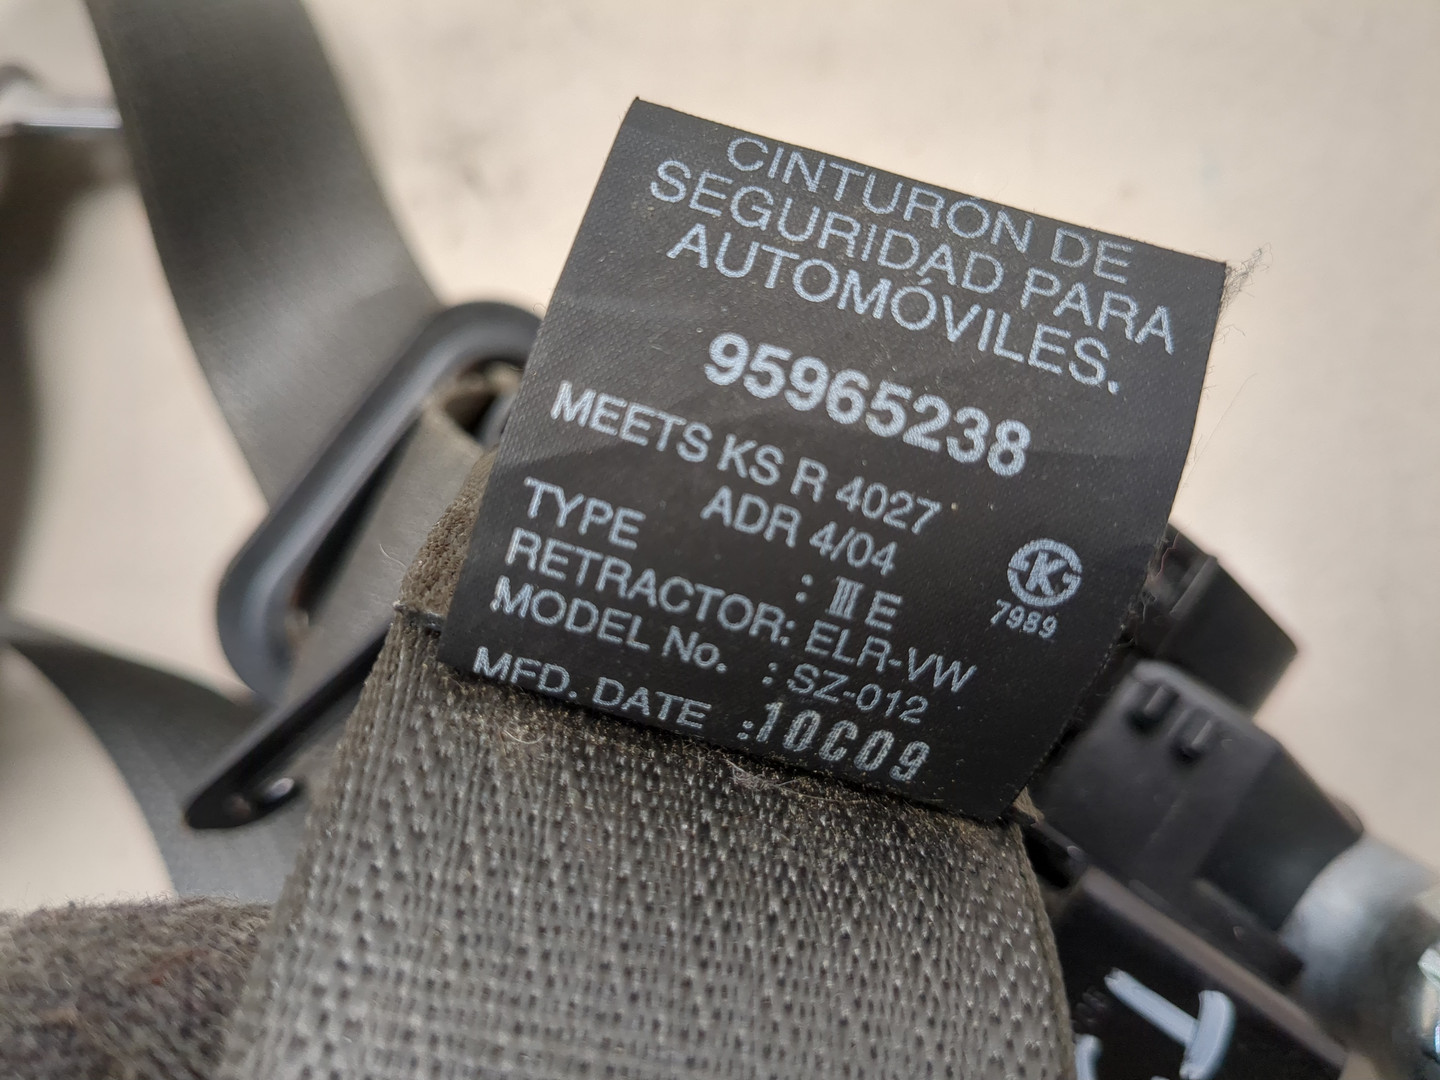 CINTURON DE
SEGURIDAD PARA
AUTOMÓVILES.
95965238
MEETS KS R 4027
ADR 4/04
TYPE : III E
RETRACTOR: ELR-VW
MODEL No. : SZ-012
MFD. DATE : 10C09
K
7989